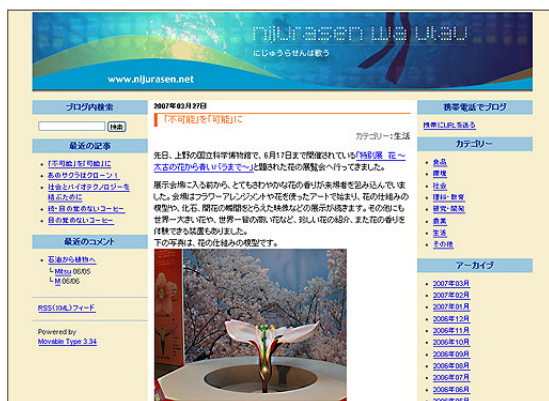 nijurasen wa utau
にじゅうらせんは歌う
www.nijurasen.net
ブログ内検索
検索
最近の記事
「不可能」を「可能」に
あのサクラはクローン！
社会とバイオテクノロジーを
結ぶために
続・目の覚めないコーヒー
目の覚めないコーヒー
最近のコメント
石油から植物へ
Mitsu 06/05
M 06/06
RSS(XML)フィード
Powered by
Movable Type 3.34
2007年03月27日
「不可能」を「可能」に
カテゴリー：生活
先日、上野の国立科学博物館で、6月17日まで開催されている「特別展 花 〜
太古の花から青いバラまで〜」と題された花の展覧会へ行ってきました。
展示会場に入る前から、とてもさわやかな花の香りが来場者を包み込んでいま
した。会場はフラワーアレンジメントや花を使ったアートで始まり、花の仕組みの
模型や、化石、開花の瞬間をとらえた映像などの展示が続きます。その他にも
世界一大きい花や、世界一背の高い花など、珍しい花の紹介、また花の香りを
体験できる装置もありました。
下の写真は、花の仕組みの模型です。
携帯電話でブログ
携帯にURLを送る
カテゴリー
食品
環境
社会
理科・教育
研究・開発
農業
生活
その他
アーカイブ
2007年03月
2007年02月
2007年01月
2006年12月
2006年11月
2006年10月
2006年09月
2006年08月
2006年07月
2006年06月